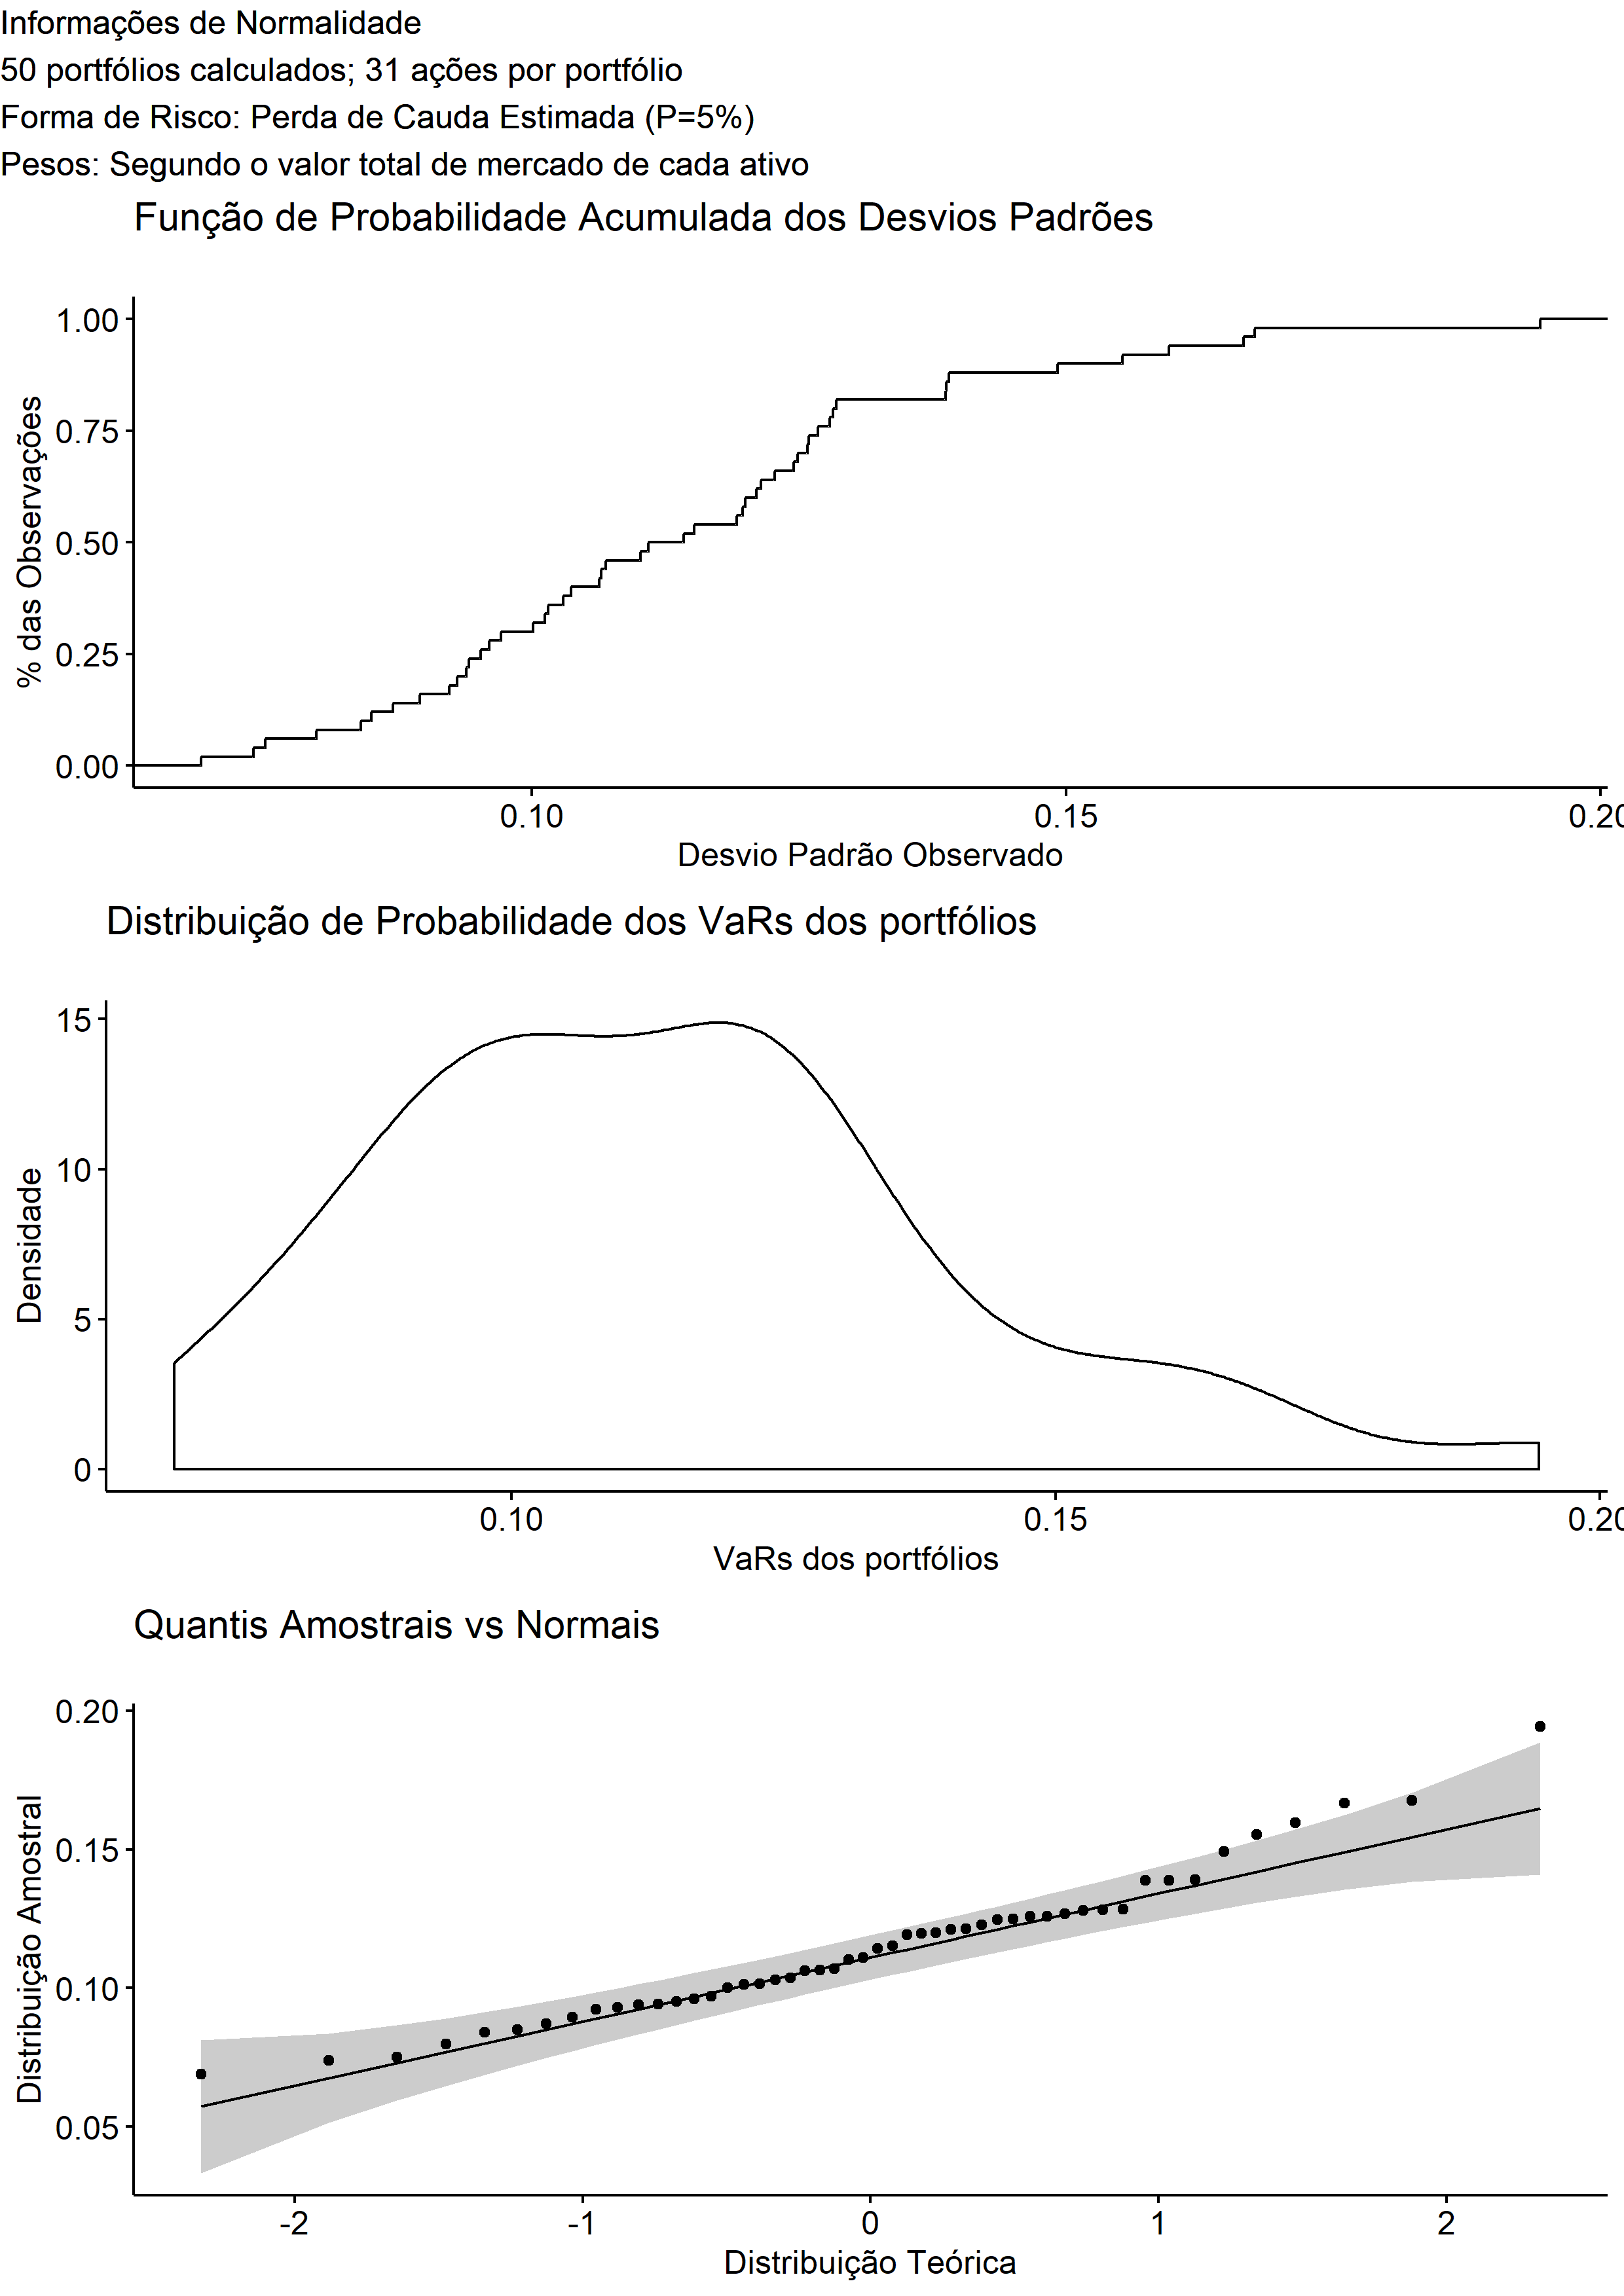 Informações de Normalidade
50 portfólios calculados; 31 ações por portfólio
Forma de Risco: Perda de Cauda Estimada (P=5%)
Pesos: Segundo o valor total de mercado de cada ativo
Função de Probabilidade Acumulada dos Desvios Padrões
% das Observações
1.00
0.75
0.50
0.25
0.00
0.10
0.15
0.20
Desvio Padrão Observado
Distribuição de Probabilidade dos VaRs dos portfólios
Densidade
15
10
5
0
0.10
0.15
0.20
VaRs dos portfólios
Quantis Amostrais vs Normais
Distribuição Amostral
0.20
0.15
0.10
0.05
-2
-1
0
1
2
Distribuição Teórica